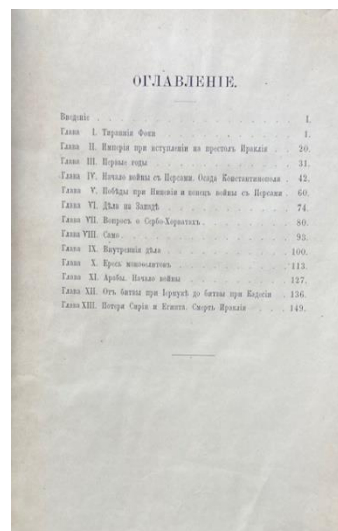 ОГЛАВЛЕНІЕ.
Введеніе . I.
Глава I. Тираннія Фоки . 1.
Глава II. Имперія при вступленіи на престолъ Ираклія . 20.
Глава III. Первые годы . 31.
Глава IV. Начало войны съ Персами. Осада Константинополя . 42.
Глава V. Побѣды при Ниневіи и конецъ войны съ Персами . 60.
Глава VI. Дѣла на Западѣ . 74.
Глава VII. Вопросъ о Сербо-Хорватахъ . 80.
Глава VIII. Само . 93.
Глава IX. Внутреннія дѣла . 100.
Глава X. Ересь монофелитовъ . 113.
Глава XI. Арабы. Начало войны . 127.
Глава XII. Отъ битвы при Іермукѣ до битвы при Кадесіи . 136.
Глава XIII. Потеря Сиріи и Египта. Смерть Ираклія . 149.